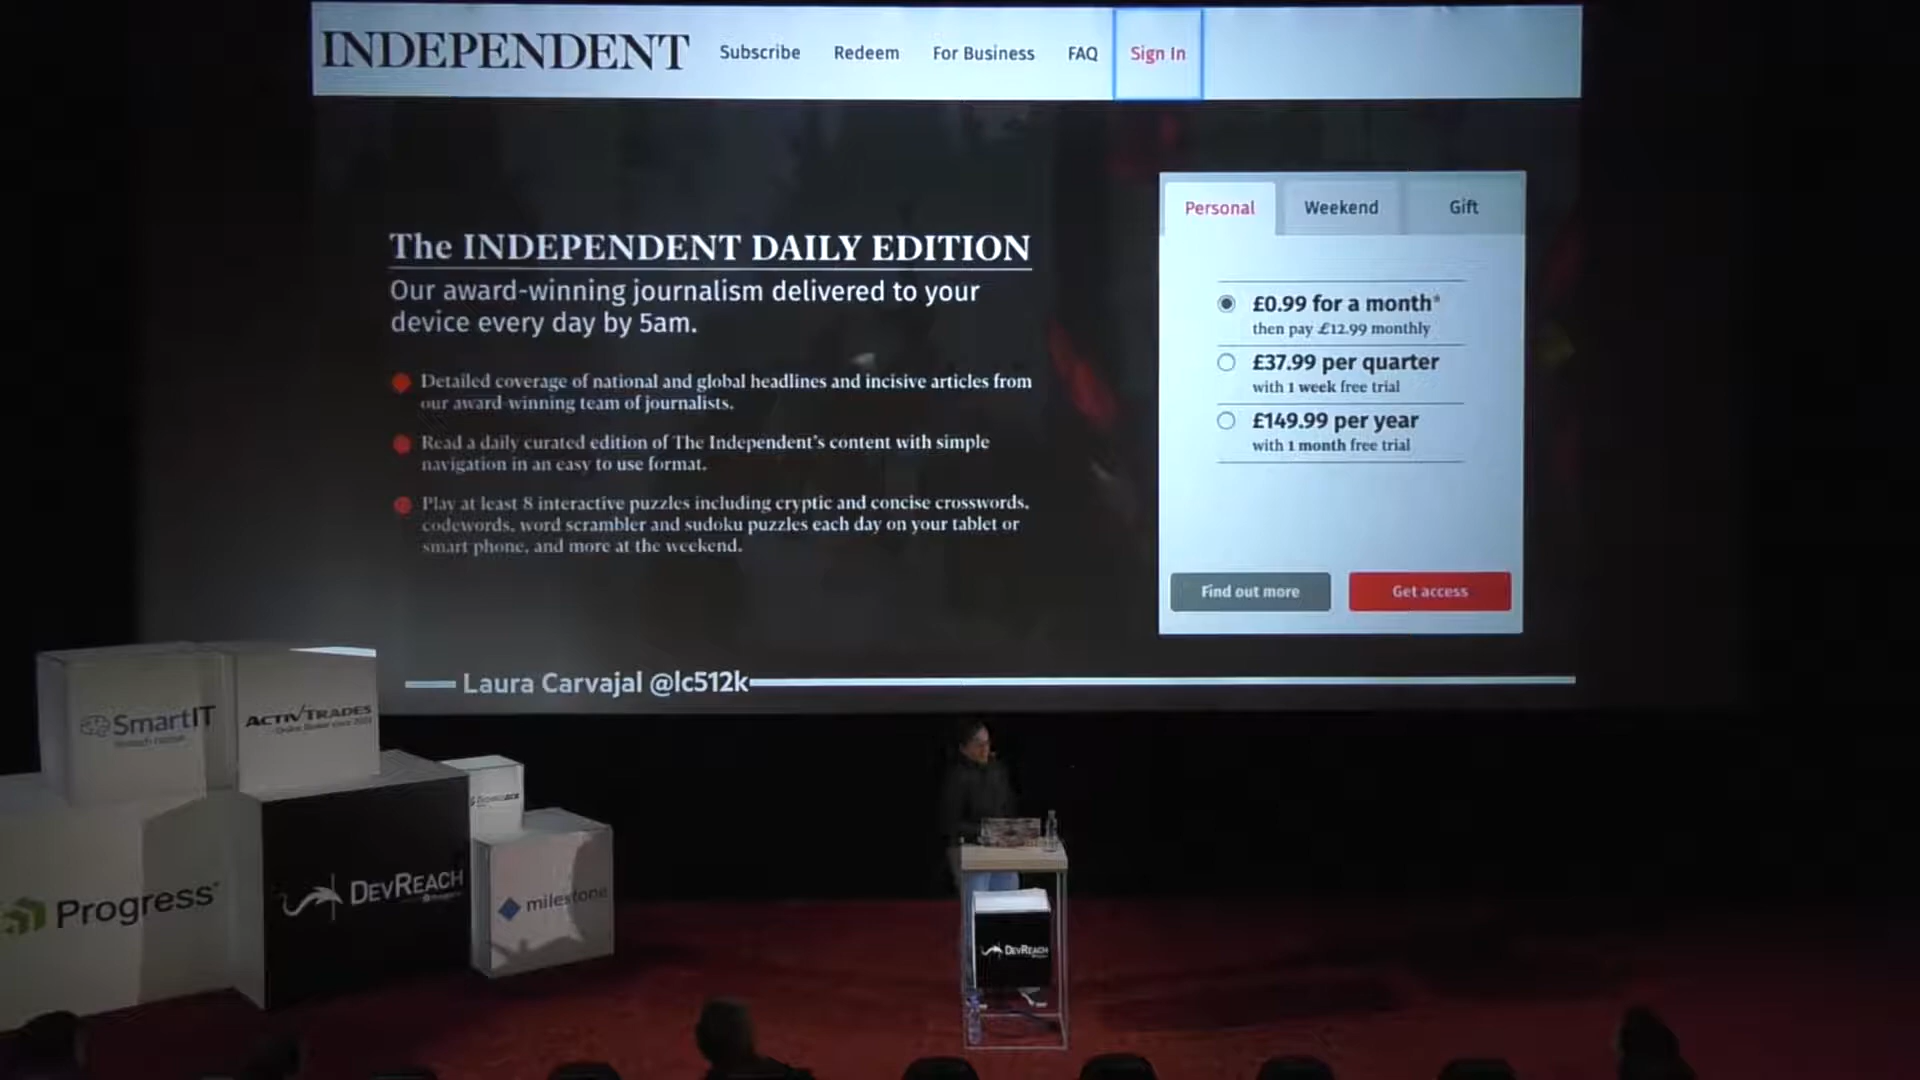 INDEPENDENT
Subscribe
Redeem
For Business
FAQ
Sign In
The INDEPENDENT DAILY EDITION
Our award-winning journalism delivered to your
device every day by 5am.
Detailed coverage of national and global headlines and incisive articles from
our award-winning team of journalists.
Read a daily curated edition of The Independent's content with simple
navigation in an easy to use format.
Play at least 8 interactive puzzles including cryptic and concise crosswords,
codewords, word scrambler and sudoku puzzles each day on your tablet or
smart phone, and more at the weekend.
Personal
Weekend
Gift
£0.99 for a month*
then pay £12.99 monthly
£37.99 per quarter
with 1 week free trial
£149.99 per year
with 1 month free trial
Find out more
Get access
Laura Carvajal @lc512k
SmartIT
ACTIVTRADES
Progress
DEVREACH
milestone
DEVREACH